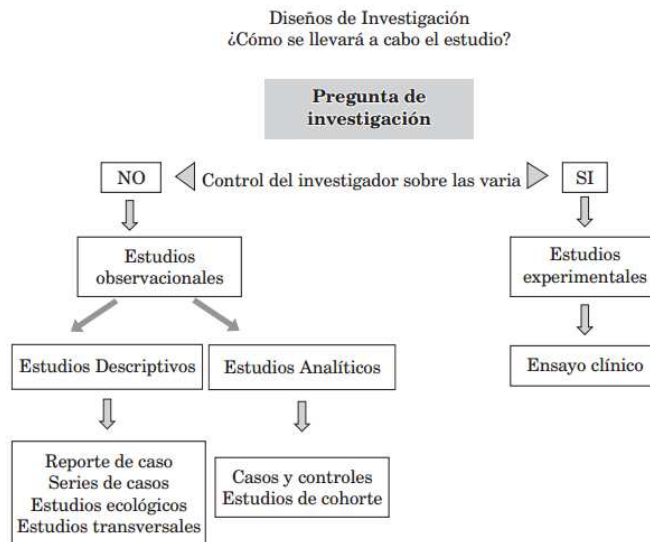 Diseños de Investigación
¿Cómo se llevará a cabo el estudio?
Pregunta de
investigación
NO
Control del investigador sobre las varia
SI
Estudios
observacionales
Estudios
experimentales
Estudios Descriptivos
Estudios Analíticos
Ensayo clínico
Reporte de caso
Series de casos
Estudios ecológicos
Estudios transversales
Casos y controles
Estudios de cohorte